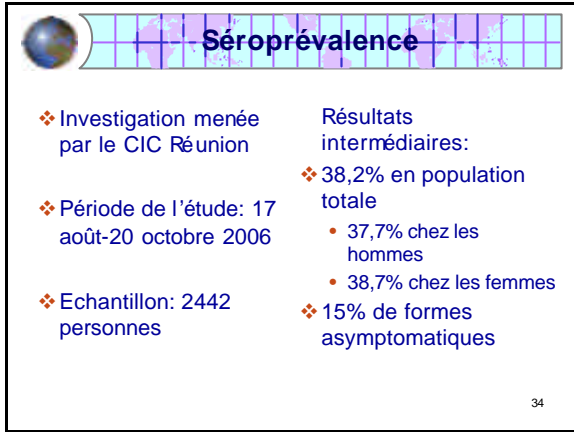 Séroprévalence
❖ Investigation menée
par le CIC Réunion
❖ Période de l'étude: 17
août-20 octobre 2006
❖ Echantillon: 2442
personnes
Résultats
intermédiaires:
❖ 38,2% en population
totale
• 37,7% chez les
hommes
• 38,7% chez les femmes
❖ 15% de formes
asymptomatiques
34